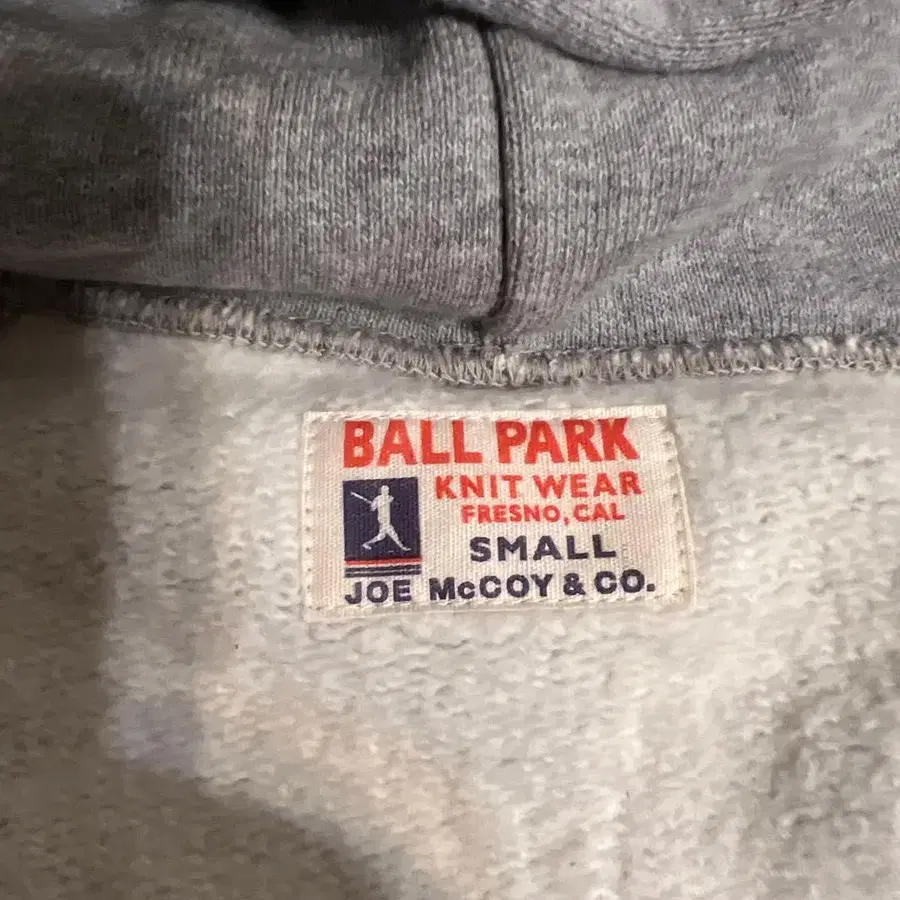 BALL PARK
KNIT WEAR
FRESNO, CAL
SMALL
JOE McCOY & CO.